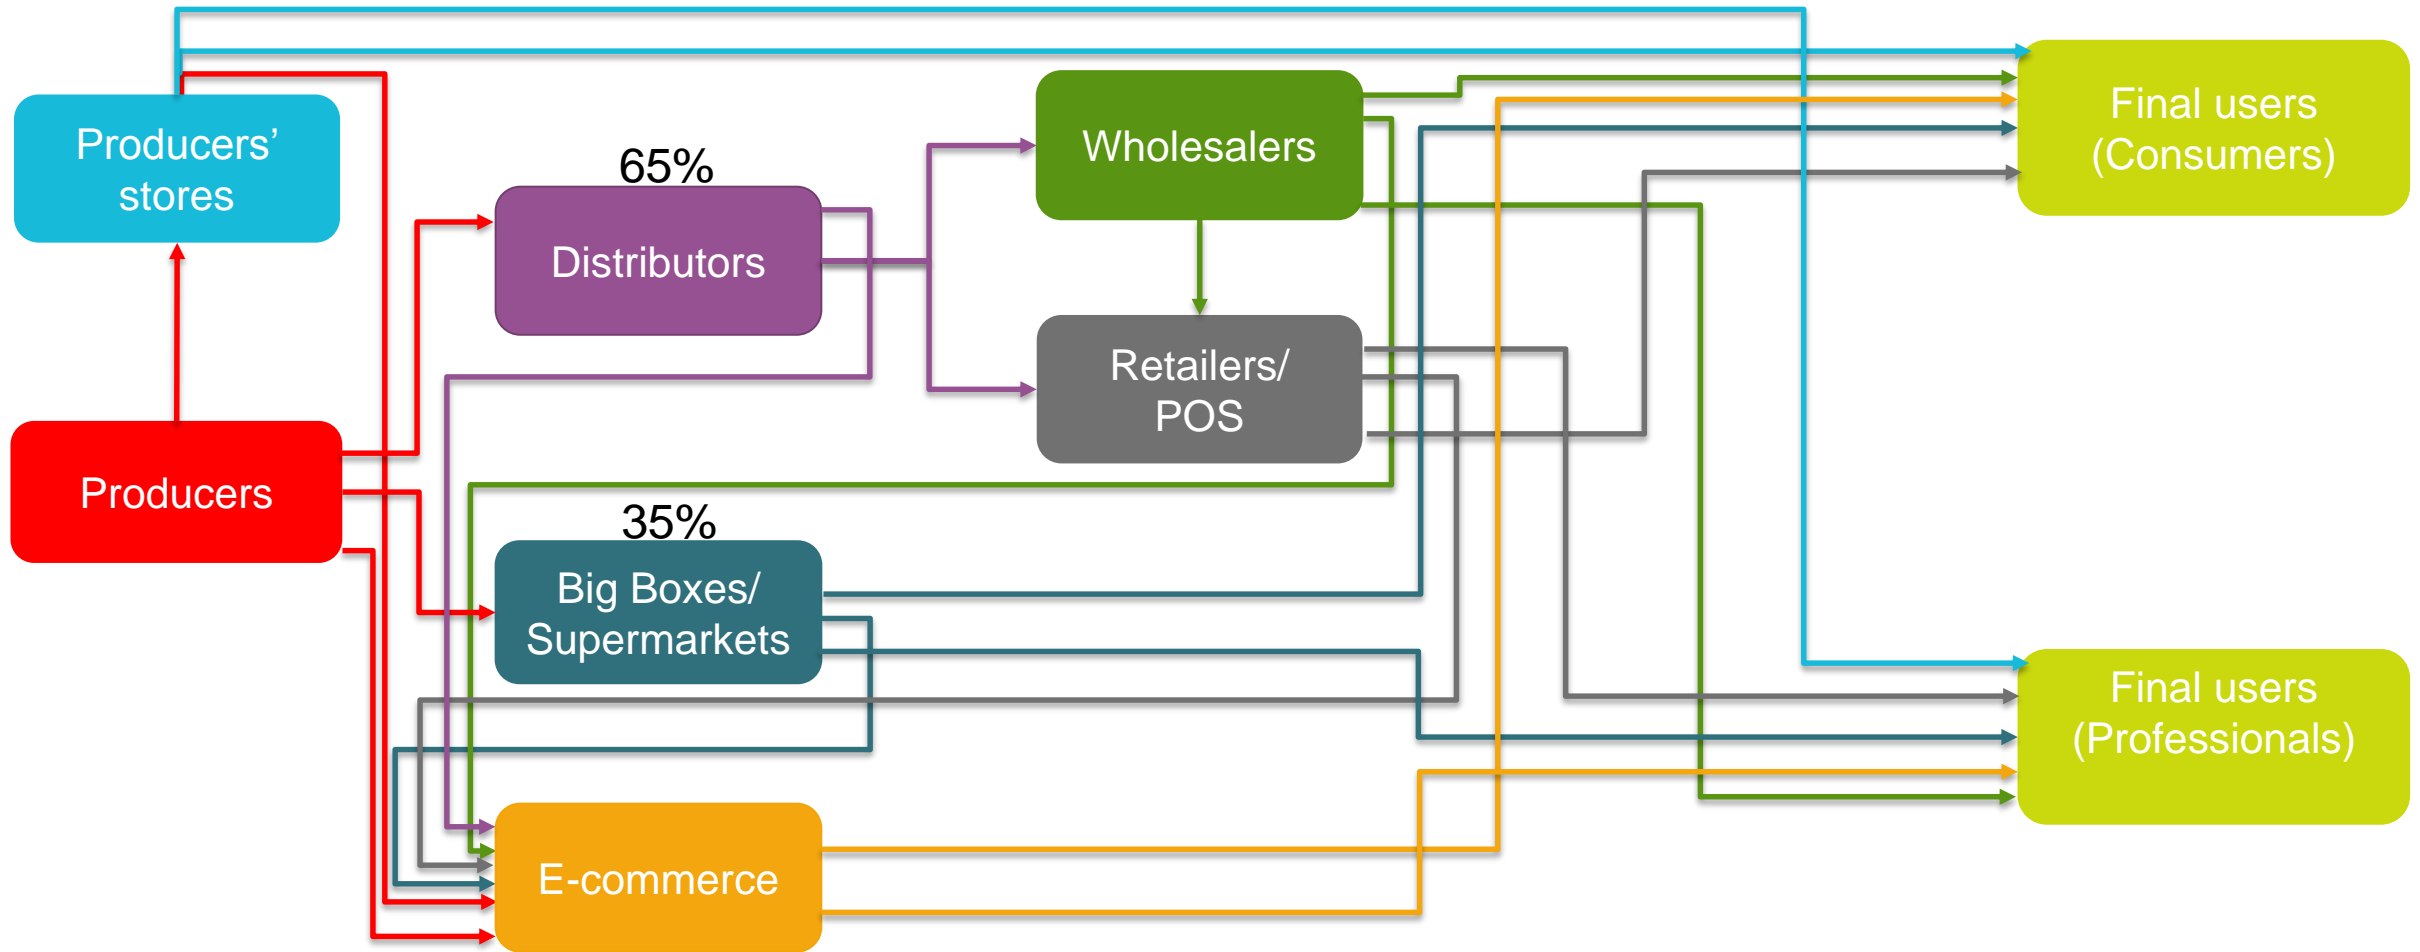 Producers’
stores
Producers
65%
Distributors
35%
Big Boxes/
Supermarkets
E-commerce
Wholesalers
Retailers/
POS
Final users
(Consumers)
Final users
(Professionals)